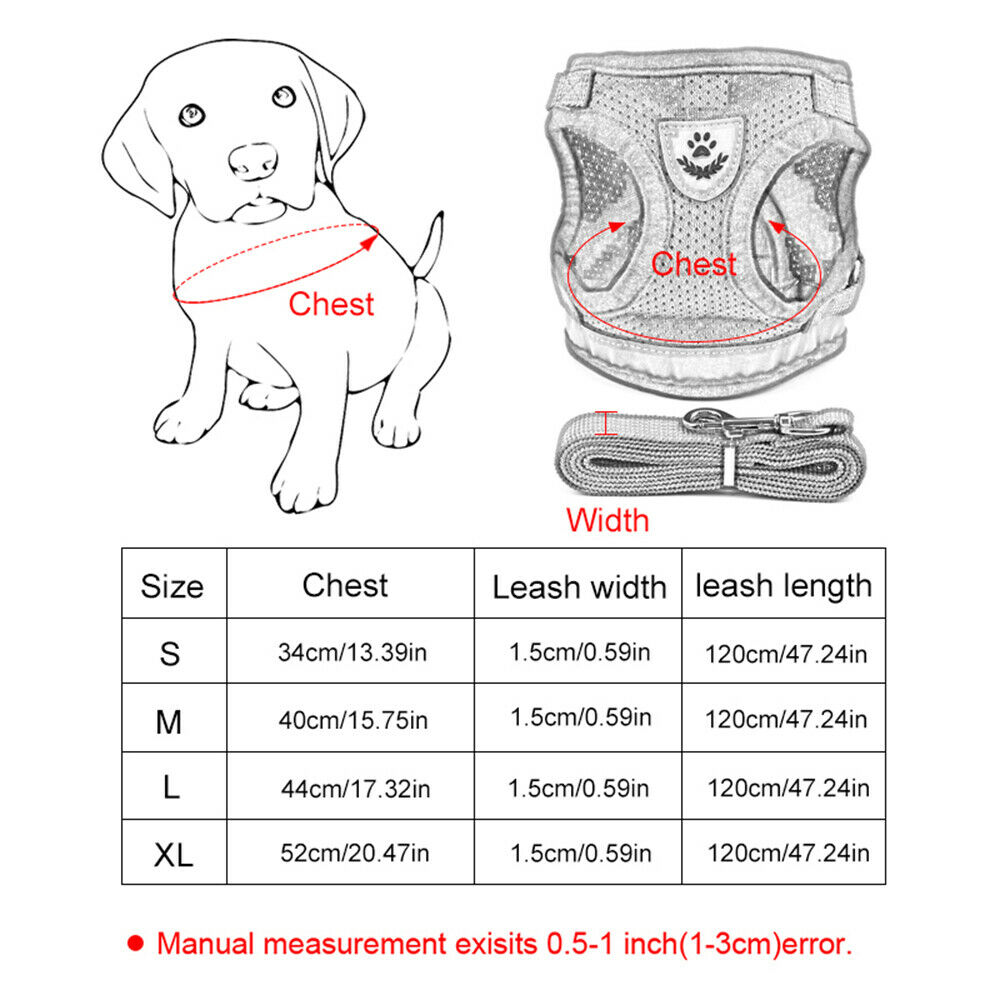 Chest
Chest
Width
Size Chest Leash width leash length
S 34cm/13.39in 1.5cm/0.59in 120cm/47.24in
M 40cm/15.75in 1.5cm/0.59in 120cm/47.24in
L 44cm/17.32in 1.5cm/0.59in 120cm/47.24in
XL 52cm/20.47in 1.5cm/0.59in 120cm/47.24in
● Manual measurement exisits 0.5-1 inch(1-3cm)error.